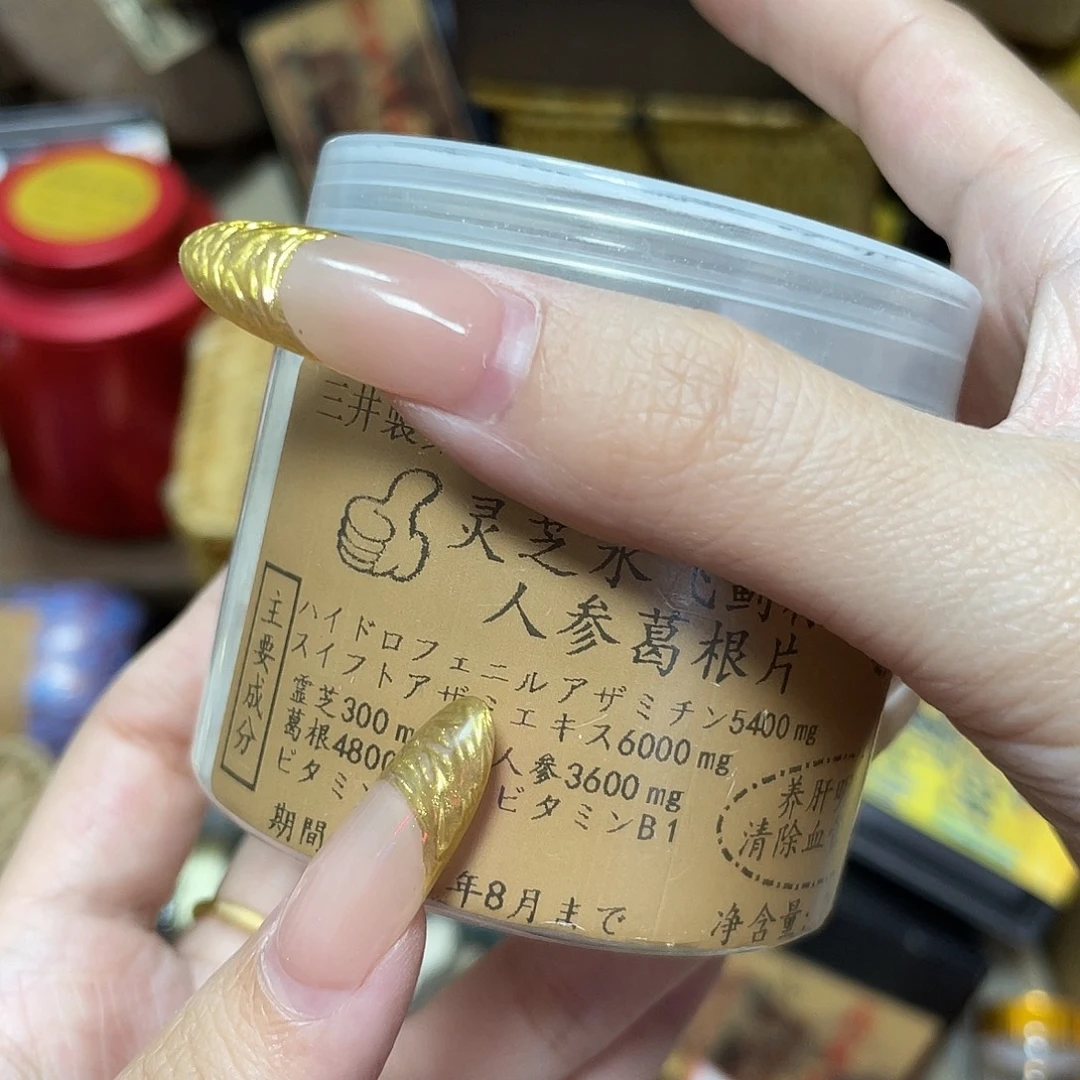 三井製
灵芝水飞蓟
人参葛根片
主要成分
ハイドロフェニルアザミチン5400mg
スイフトアザミエキス6000mg
霊芝300m 人参3600mg
葛根4800 ビタミンB1
ビタミ
期間 年8月まで
养肝
清除血
净含量: